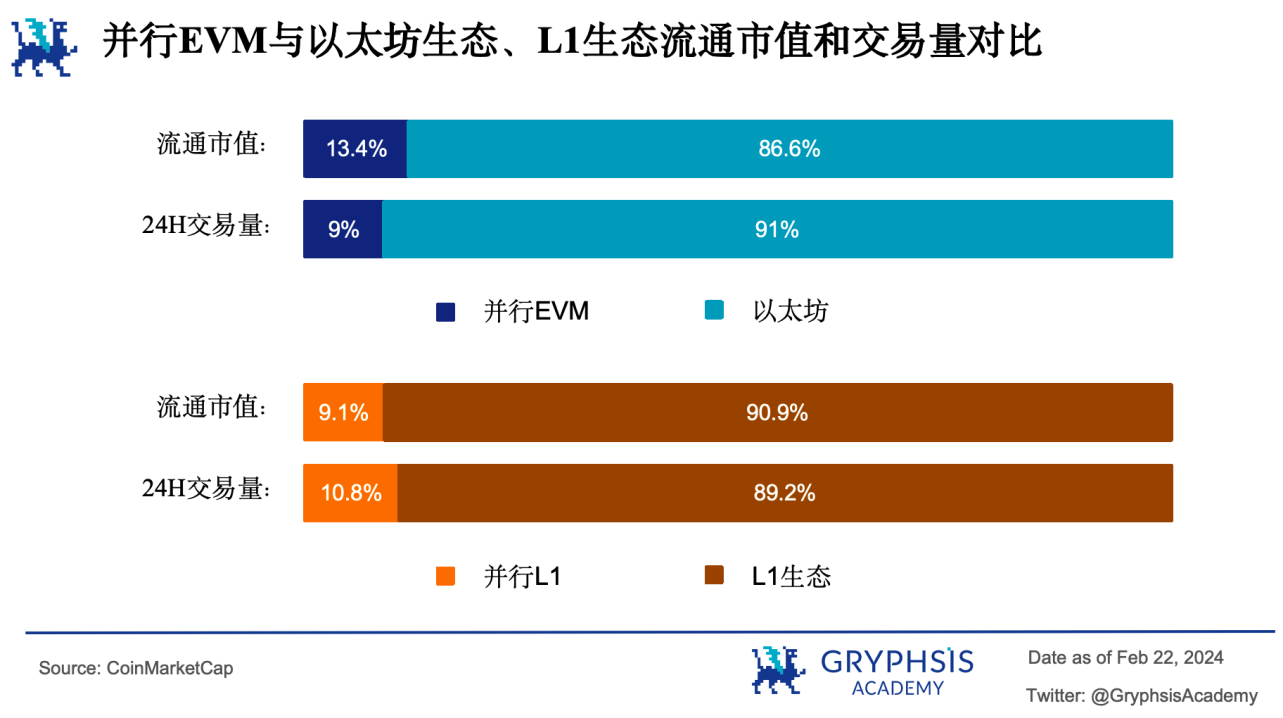 并行EVM与以太坊生态、L1生态流通市值和交易量对比
流通市值：
13.4%
86.6%
24H交易量：
9%
91%
并行EVM
以太坊
流通市值：
9.1%
90.9%
24H交易量：
10.8%
89.2%
并行L1
L1生态
Source: CoinMarketCap
GRYPHSIS
ACADEMY
Date as of Feb 22, 2024
Twitter: @GryphsisAcademy